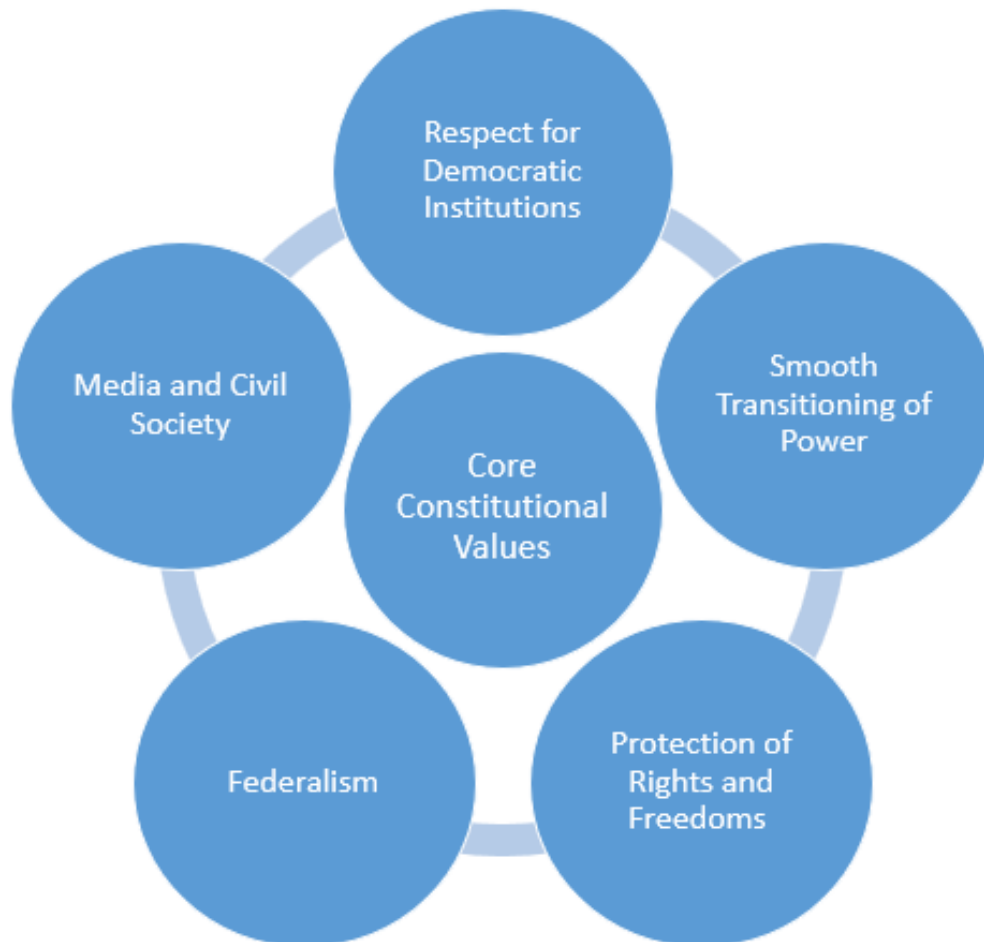 Respect for
Democratic
Institutions
Smooth
Transitioning of
Power
Protection of
Rights and
Freedoms
Federalism
Media and Civil
Society
Core
Constitutional
Values